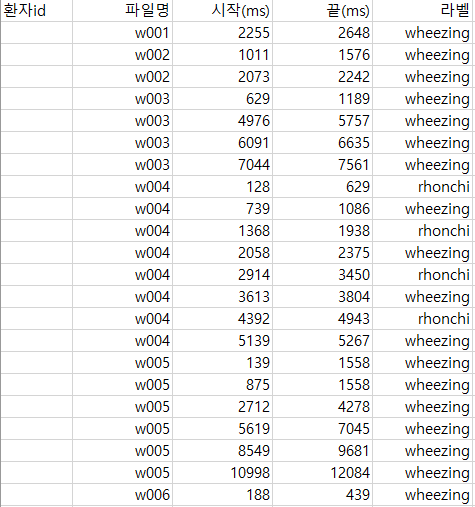 환자id 파일명 시작(ms) 끝(ms) 라벨
w001 2255 2648 wheezing
w002 1011 1576 wheezing
w002 2073 2242 wheezing
w003 629 1189 wheezing
w003 4976 5757 wheezing
w003 6091 6635 wheezing
w003 7044 7561 wheezing
w004 128 629 rhonchi
w004 739 1086 wheezing
w004 1368 1938 rhonchi
w004 2058 2375 wheezing
w004 2914 3450 rhonchi
w004 3613 3804 wheezing
w004 4392 4943 rhonchi
w004 5139 5267 wheezing
w005 139 1558 wheezing
w005 875 1558 wheezing
w005 2712 4278 wheezing
w005 5619 7045 wheezing
w005 8549 9681 wheezing
w005 10998 12084 wheezing
w006 188 439 wheezing